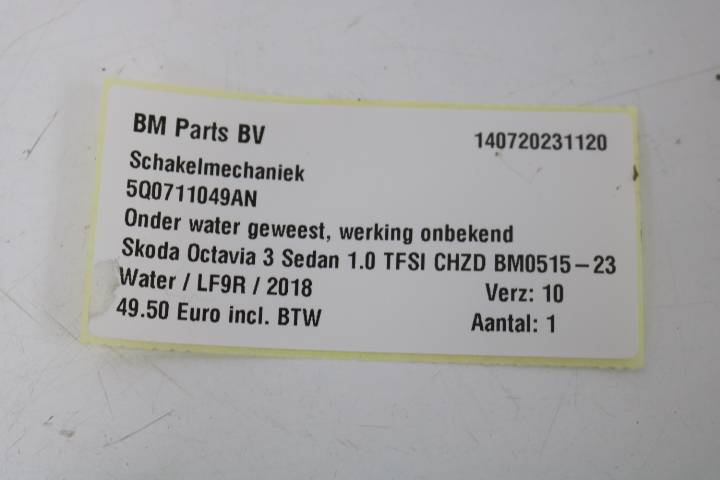 BM Parts BV 140720231120
Schakelmechaniek
5Q0711049AN
Onder water geweest, werking onbekend
Skoda Octavia 3 Sedan 1.0 TFSI CHZD BM0515-23
Water / LF9R / 2018 Verz: 10
49.50 Euro incl. BTW Aantal: 1